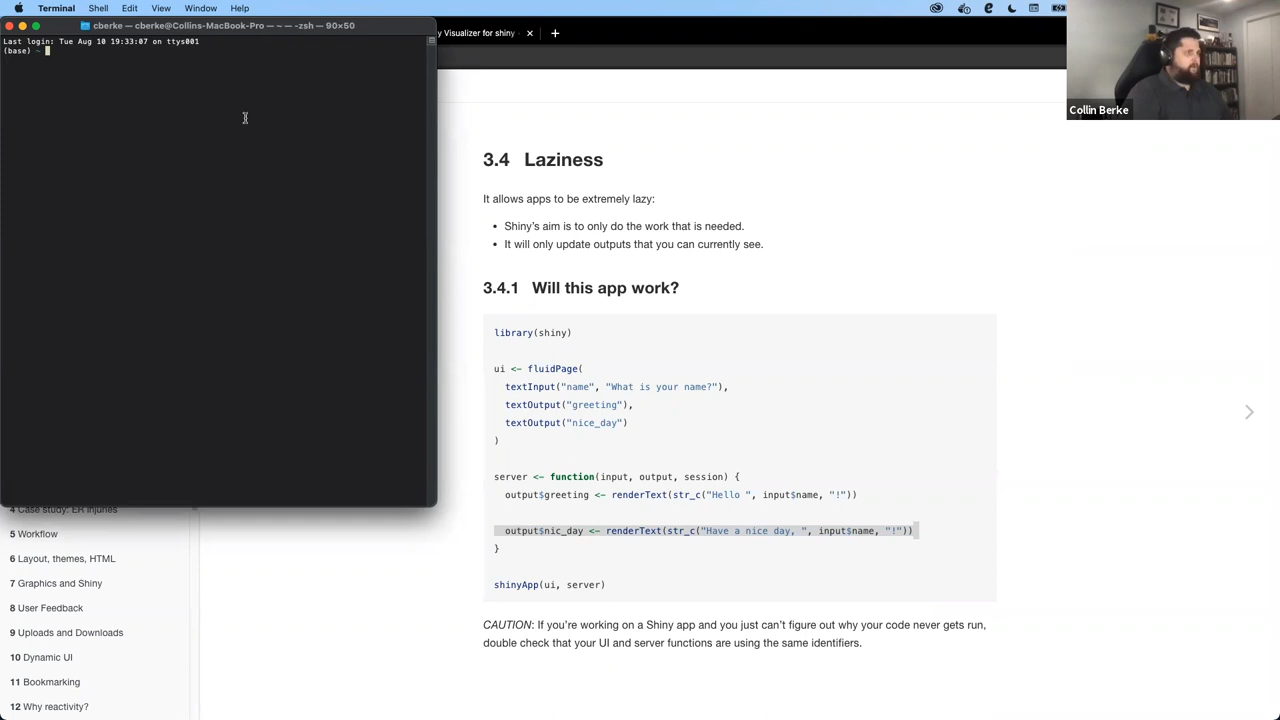 Terminal Shell Edit View Window Help
cberke — cberke@Collins-MacBook-Pro — ~ — -zsh — 90×50
y Visualizer for shiny
Last login: Tue Aug 10 19:33:07 on ttys001
(base) ~
Collin Berke
3.4 Laziness
It allows apps to be extremely lazy:
• Shiny's aim is to only do the work that is needed.
• It will only update outputs that you can currently see.
3.4.1 Will this app work?
library(shiny)
ui <- fluidPage(
textInput("name", "What is your name?"),
textOutput("greeting"),
textOutput("nice_day")
)
server <- function(input, output, session) {
output$greeting <- renderText(str_c("Hello ", input$name, "!"))
output$nic_day <- renderText(str_c("Have a nice day, ", input$name, "!"))
}
shinyApp(ui, server)
CAUTION: If you're working on a Shiny app and you just can't figure out why your code never gets run,
double check that your UI and server functions are using the same identifiers.
4 Case study: ER injuries
5 Workflow
6 Layout, themes, HTML
7 Graphics and Shiny
8 User Feedback
9 Uploads and Downloads
10 Dynamic UI
11 Bookmarking
12 Why reactivity?